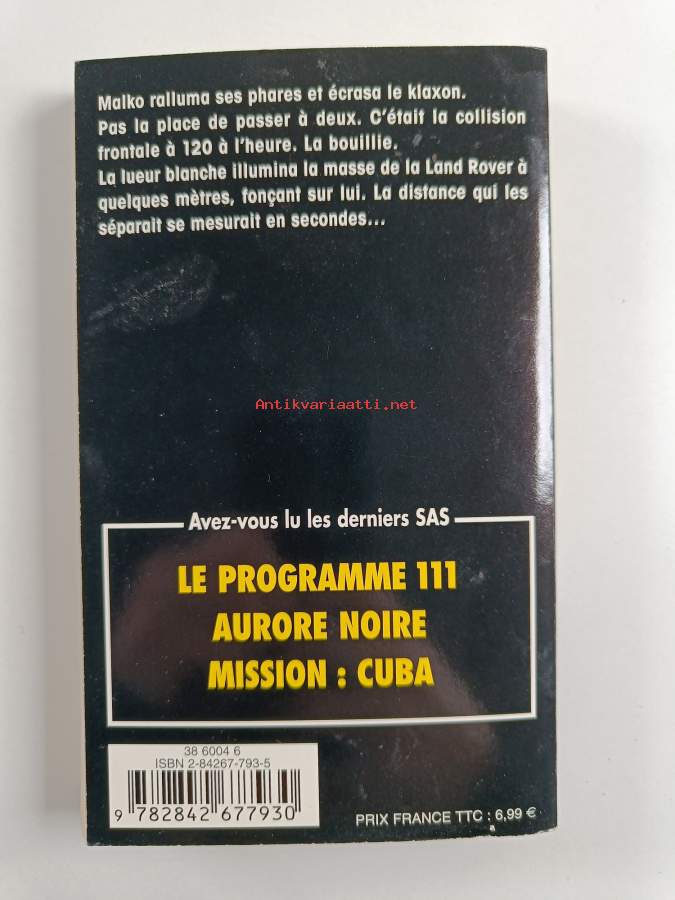 Malko ralluma ses phares et écrasa le klaxon.
Pas la place de passer à deux. C'était la collision
frontale à 120 à l'heure. La bouillie.
La lueur blanche illumina la masse de la Land Rover à
quelques mètres, fonçant sur lui. La distance qui les
séparait se mesurait en secondes...
Antikvariaatti.net
Avez-vous lu les derniers SAS
LE PROGRAMME 111
AURORE NOIRE
MISSION : CUBA
38 6004 6
ISBN 2-84267-793-5
9 782842 677930
PRIX FRANCE TTC : 6,99 €